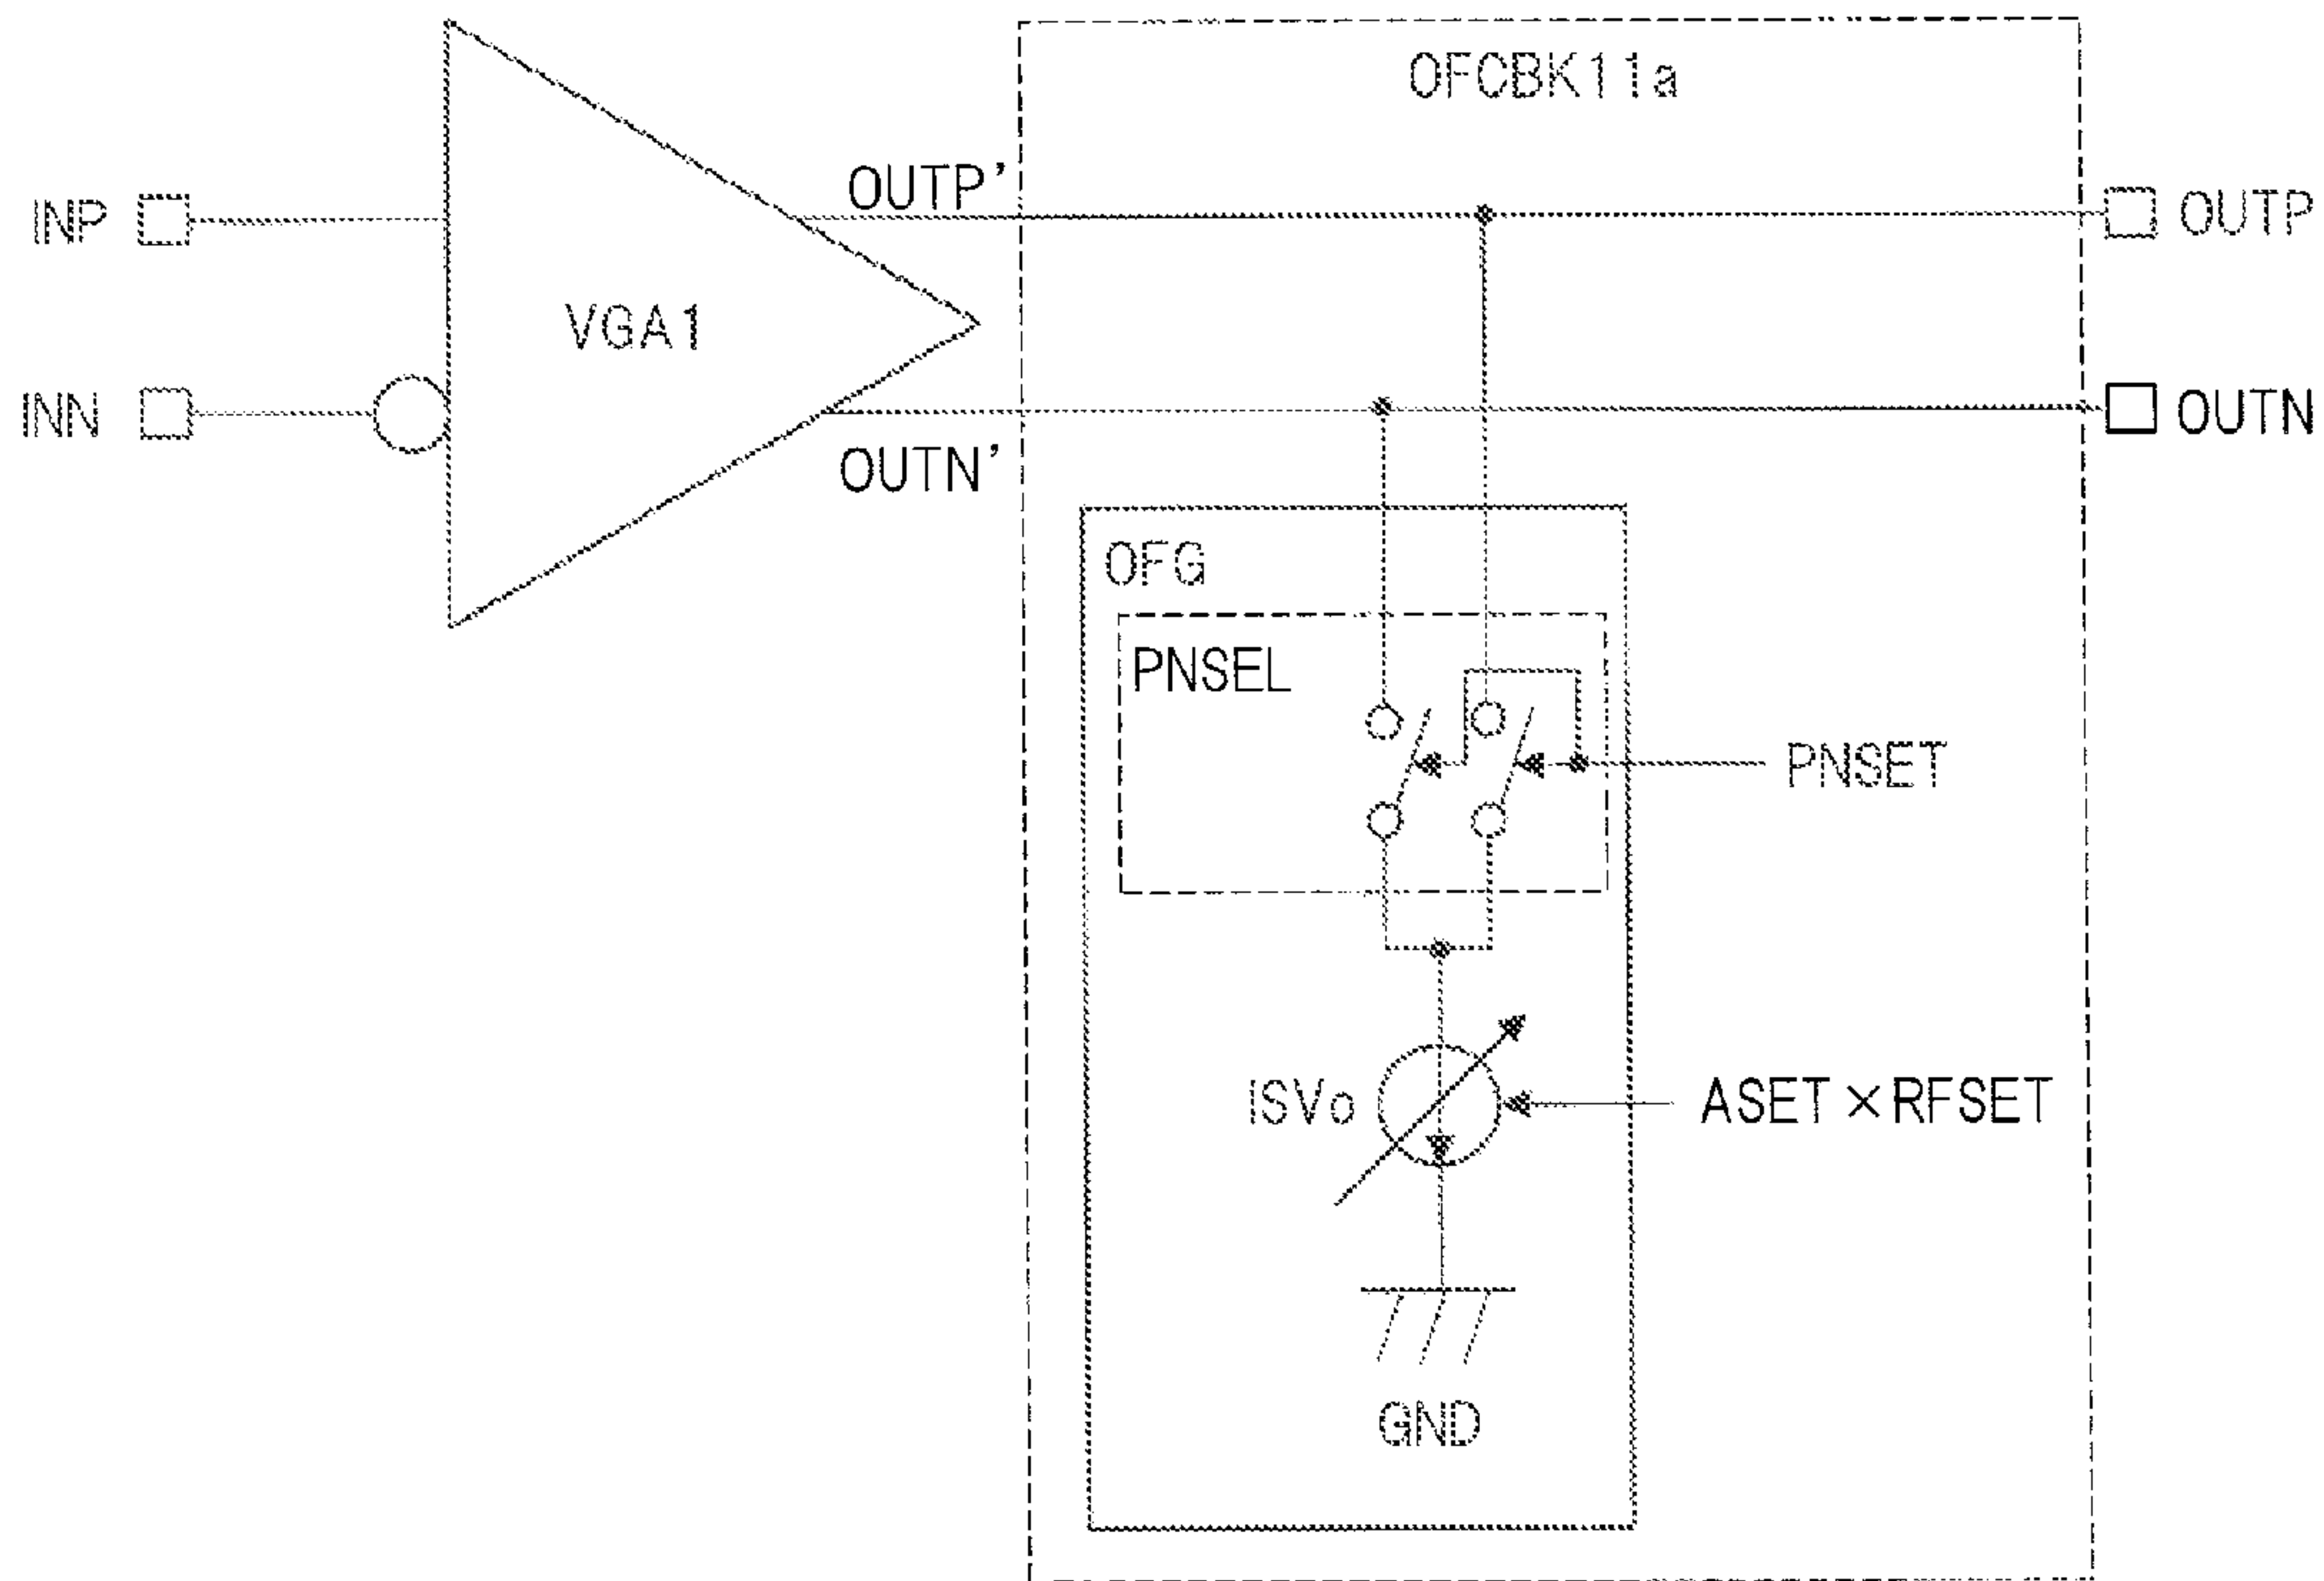 OFCBK11a
OUTP’
INP
OUTP
VGA1
INN
OUTN
OUTN’
OFG
PNSEL
PNSET
ISVo
ASET×RFSET
GND